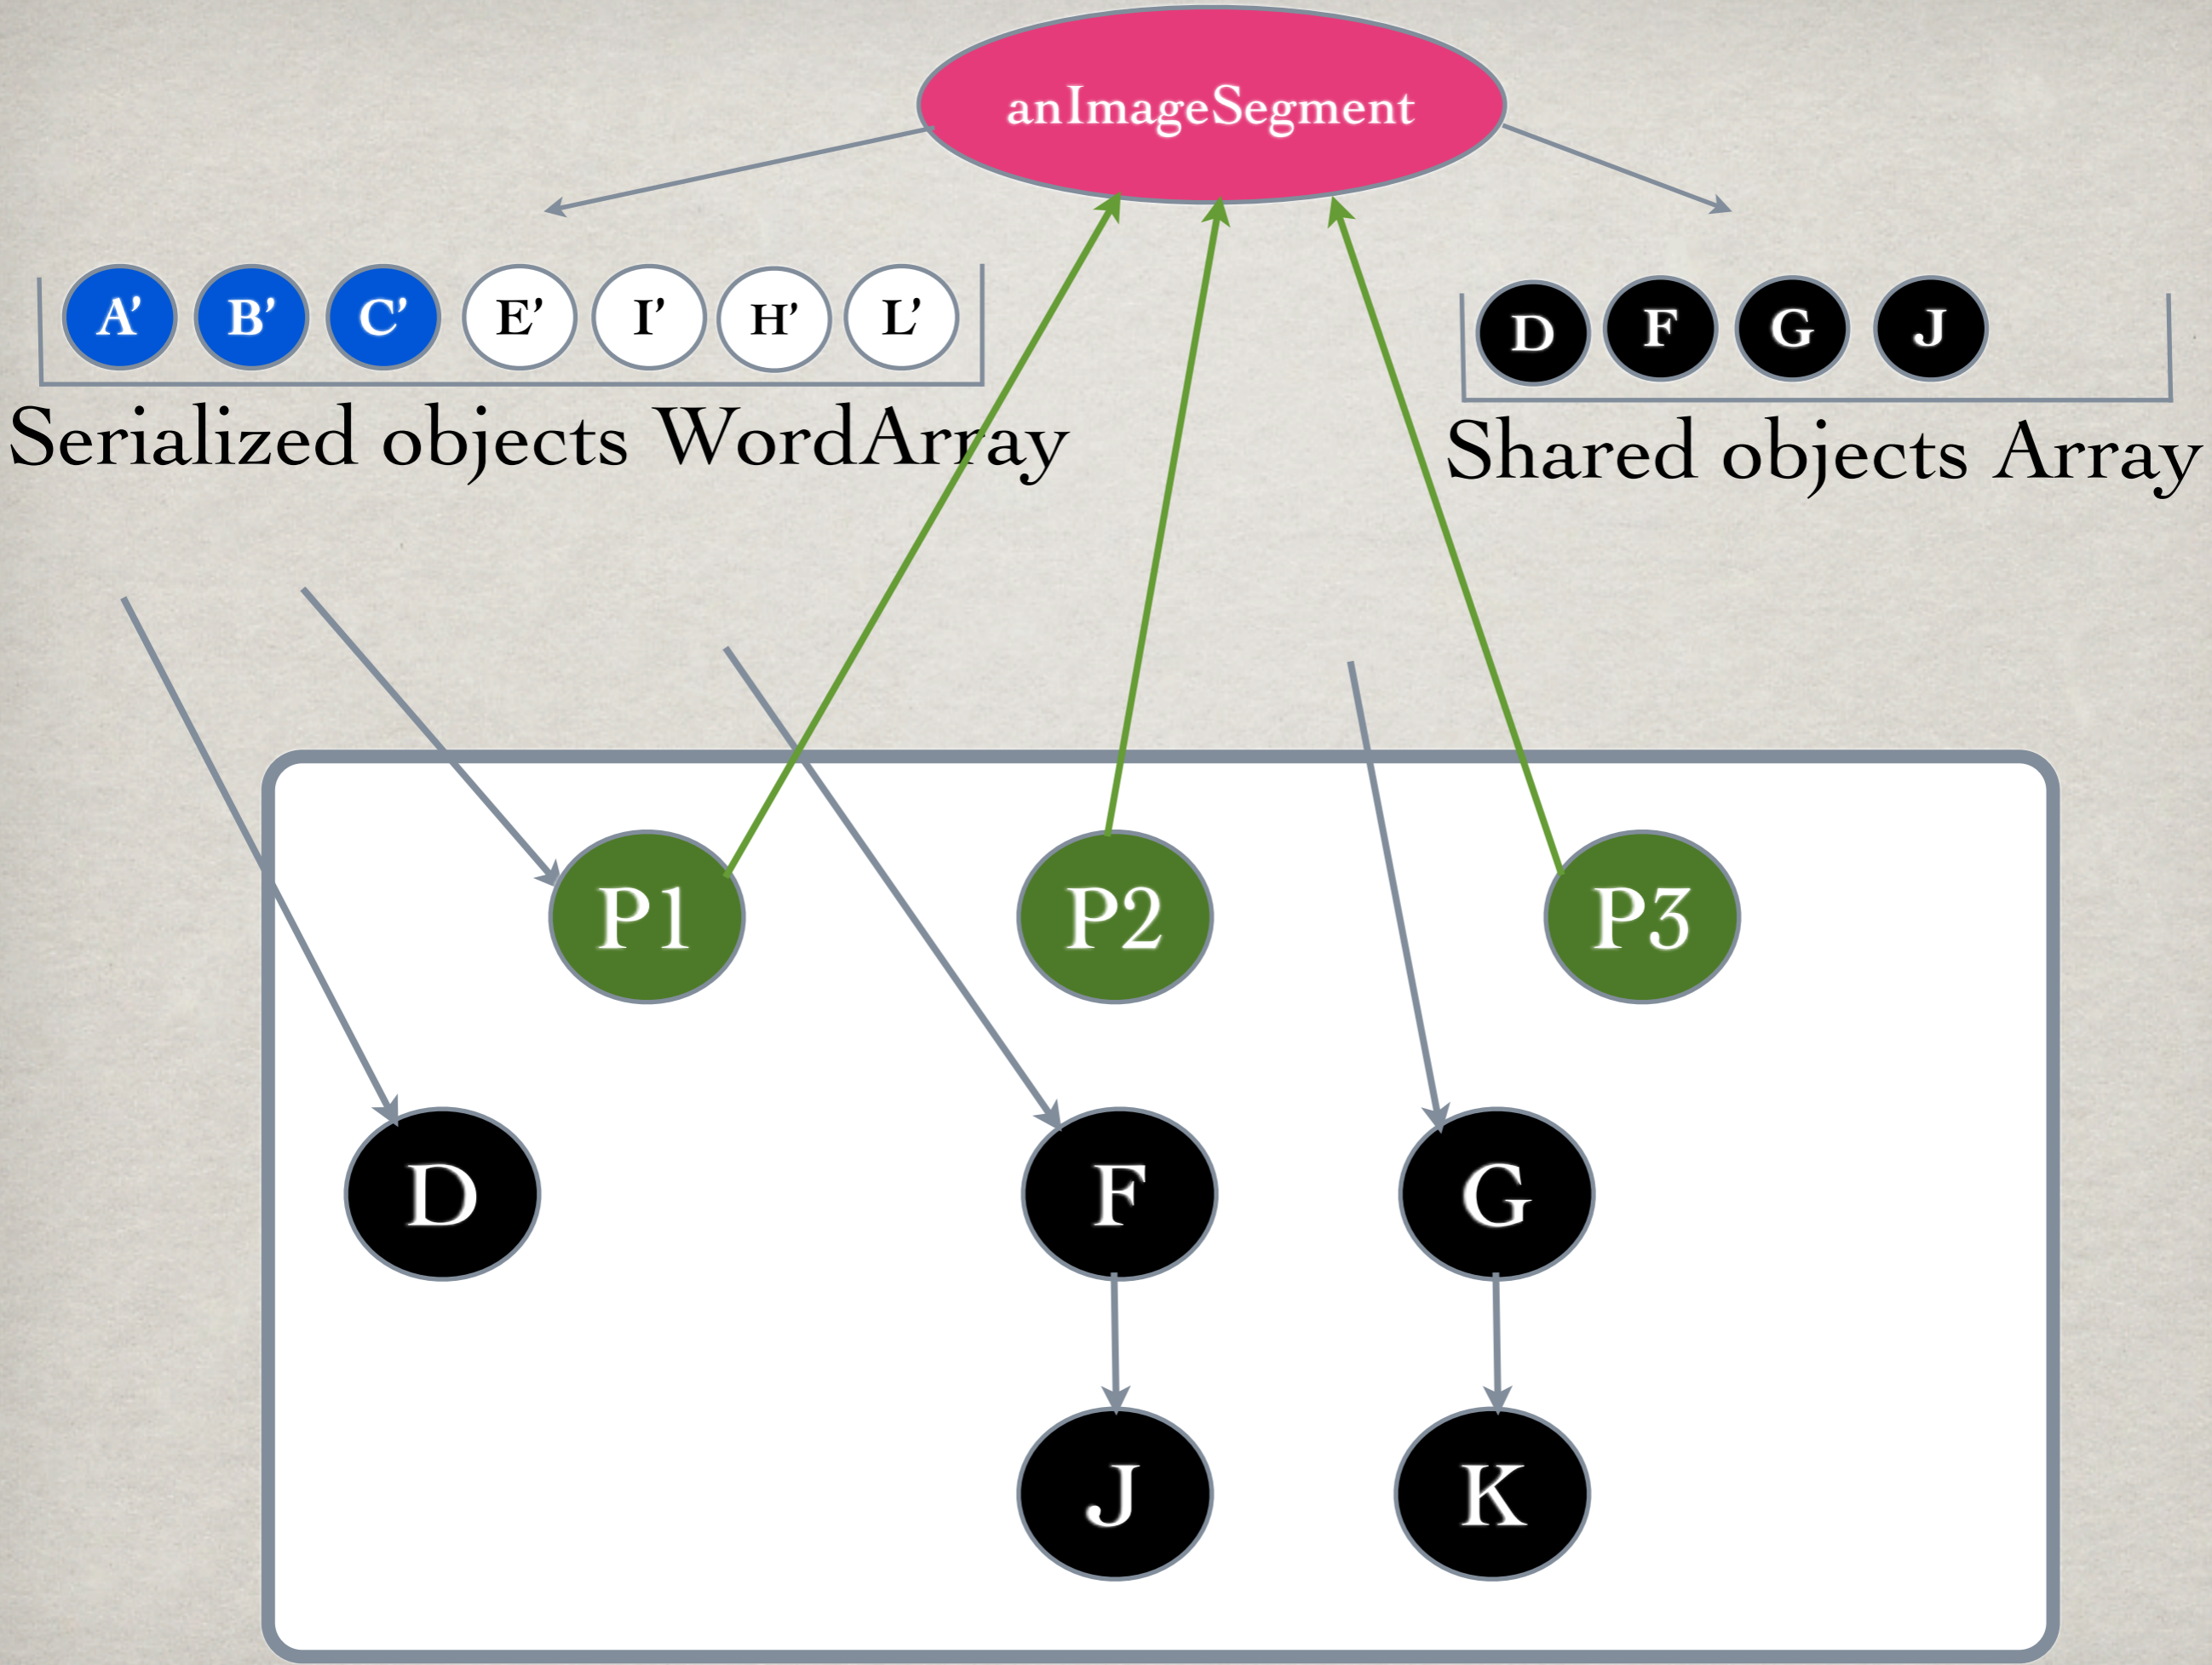 anImageSegment
A’ B’ C’ E’ I’ H’ L’
D F G J
Serialized objects WordArray
Shared objects Array
P1 P2 P3
D F G
J K